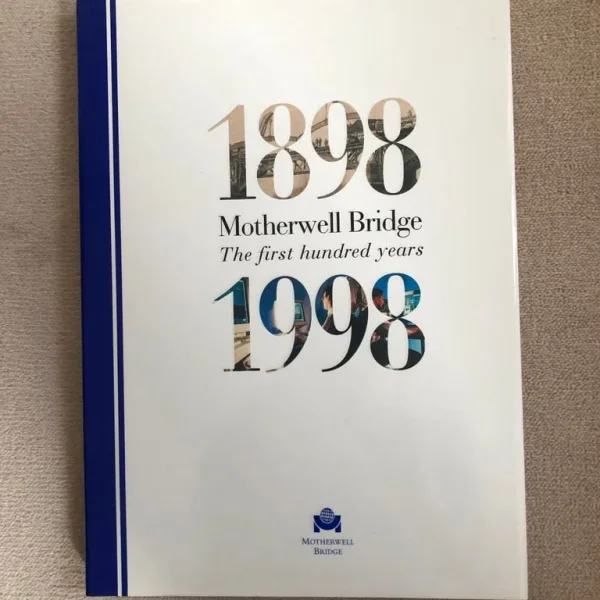 1898
Motherwell Bridge
The first hundred years
1998
MOTHERWELL
BRIDGE